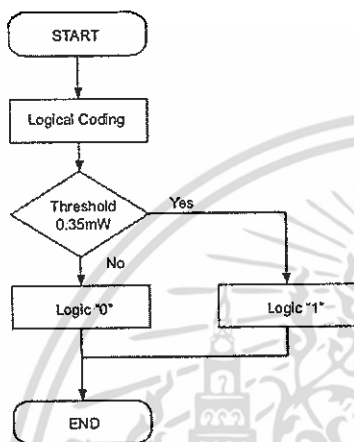 START
Logical Coding
Threshold
0.35mW
Yes
No
Logic "0"
Logic "1"
END